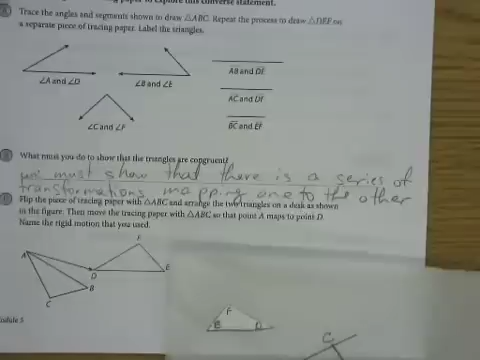 to explore this converse statement.
Trace the angles and segments shown to draw △ABC. Repeat the process to draw △DEF on
a separate piece of tracing paper. Label the triangles.
∠A and ∠D
∠B and ∠E
AB and DE
AC and DF
∠C and ∠F
BC and EF
What must you do to show that the triangles are congruent?
must show that there is a series of
transformations mapping one to the other
Flip the piece of tracing paper with △ABC and arrange the two triangles on a desk as shown
in the figure. Then move the tracing paper with △ABC so that point A maps to point D.
Name the rigid motion that you used.
F
A
E
D
B
C
F
E D
C